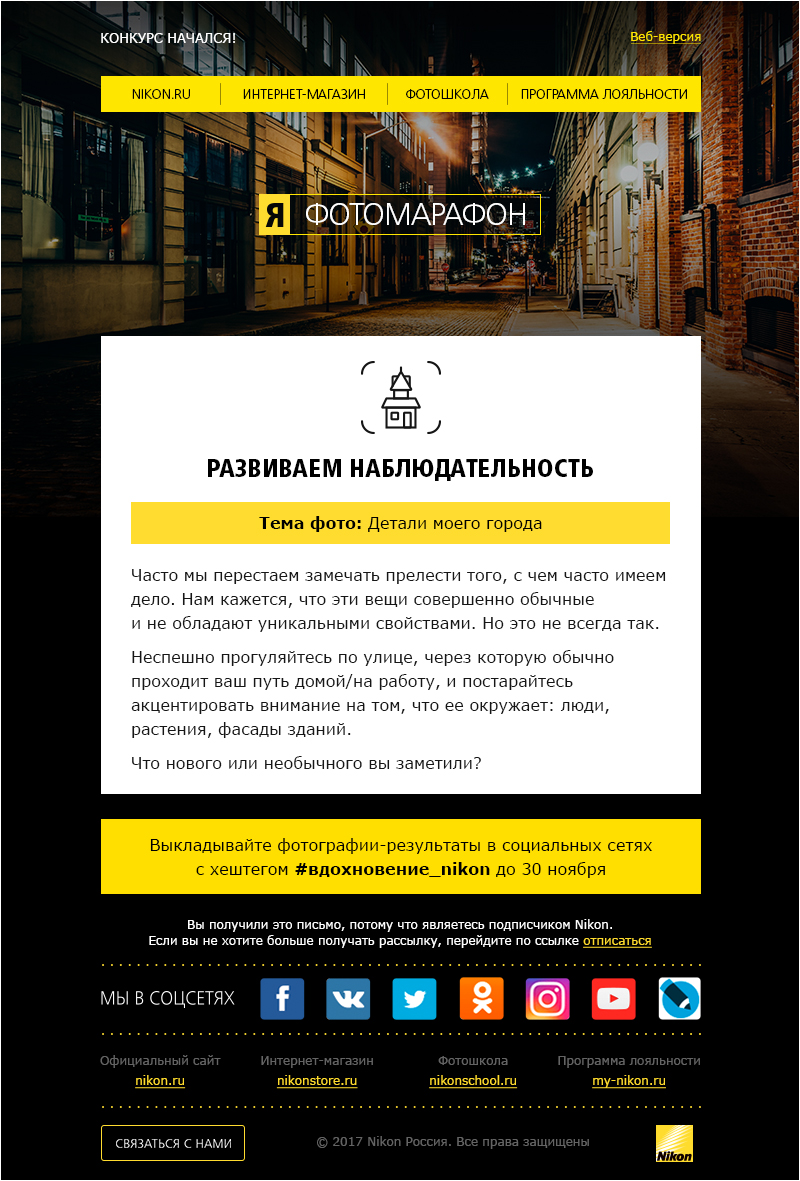 КОНКУРС НАЧАЛСЯ!
Веб-версия
NIKON.RU
ИНТЕРНЕТ-МАГАЗИН
ФОТОШКОЛА
ПРОГРАММА ЛОЯЛЬНОСТИ
Я ФОТОМАРАФОН
РАЗВИВАЕМ НАБЛЮДАТЕЛЬНОСТЬ
Тема фото: Детали моего города
Часто мы перестаем замечать прелести того, с чем часто имеем
дело. Нам кажется, что эти вещи совершенно обычные
и не обладают уникальными свойствами. Но это не всегда так.
Неспешно прогуляйтесь по улице, через которую обычно
проходит ваш путь домой/на работу, и постарайтесь
акцентировать внимание на том, что ее окружает: люди,
растения, фасады зданий.
Что нового или необычного вы заметили?
Выкладывайте фотографии-результаты в социальных сетях
с хештегом #вдохновение_nikon до 30 ноября
Вы получили это письмо, потому что являетесь подписчиком Nikon.
Если вы не хотите больше получать рассылку, перейдите по ссылке отписаться
МЫ В СОЦСЕТЯХ
Официальный сайт
nikon.ru
Интернет-магазин
nikonstore.ru
Фотошкола
nikonschool.ru
Программа лояльности
my-nikon.ru
СВЯЗАТЬСЯ С НАМИ
© 2017 Nikon Россия. Все права защищены
Nikon